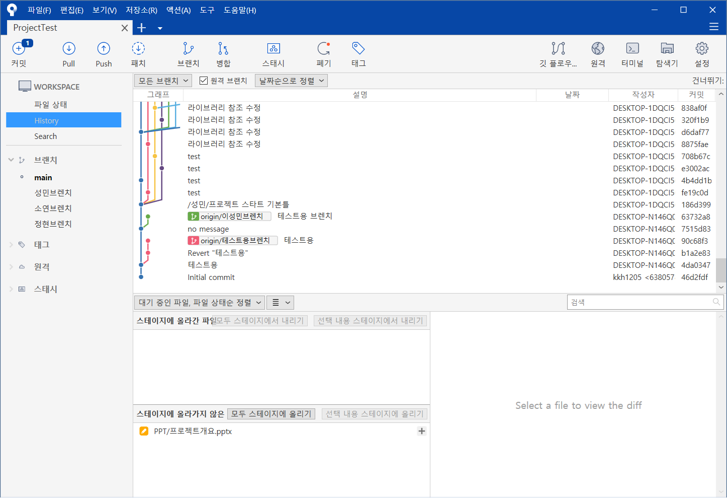 파일(F) 편집(E) 보기(V) 저장소(R) 액션(A) 도구 도움말(H)
ProjectTest
1
커밋 Pull Push 패치 브랜치 병합 스태시 폐기 태그 깃 플로우... 원격 터미널 탐색기 설정
WORKSPACE
파일 상태
History
Search
브랜치
main
성민브렌치
소연브렌치
정현브렌치
태그
원격
스태시
모든 브랜치 원격 브랜치 날짜순으로 정렬 건너뛰기:
그래프 설명 날짜 작성자 커밋
라이브러리 참조 수정 DESKTOP-1DQCI5 838af0f
라이브러리 참조 수정 DESKTOP-1DQCI5 320f1b9
라이브러리 참조 수정 DESKTOP-1DQCI5 d6daf77
라이브러리 참조 수정 DESKTOP-1DQCI5 8875fae
test DESKTOP-1DQCI5 708b67c
test DESKTOP-1DQCI5 e3002ac
test DESKTOP-1DQCI5 4b4dd1b
test DESKTOP-1DQCI5 fe19c0d
/성민/프로젝트 스타트 기본틀 DESKTOP-1DQCI5 186d399
origin/이성민브렌치 테스트용 브렌치 DESKTOP-N146QC 63732a8
no message DESKTOP-N146QC 7515d83
origin/테스트용브렌치 테스트용 DESKTOP-N146QC 90c68f3
Revert "테스트용" DESKTOP-N146QC b1a2e83
테스트용 DESKTOP-N146QC 4da0347
Initial commit kkh1205 <638057 46d2fdf
대기 중인 파일, 파일 상태순 정렬 검색
스테이지에 올라간 파일 모두 스테이지에서 내리기 선택 내용 스테이지에서 내리기
Select a file to view the diff
스테이지에 올라가지 않은 모두 스테이지에 올리기 선택 내용 스테이지에 올리기
PPT/프로젝트개요.pptx